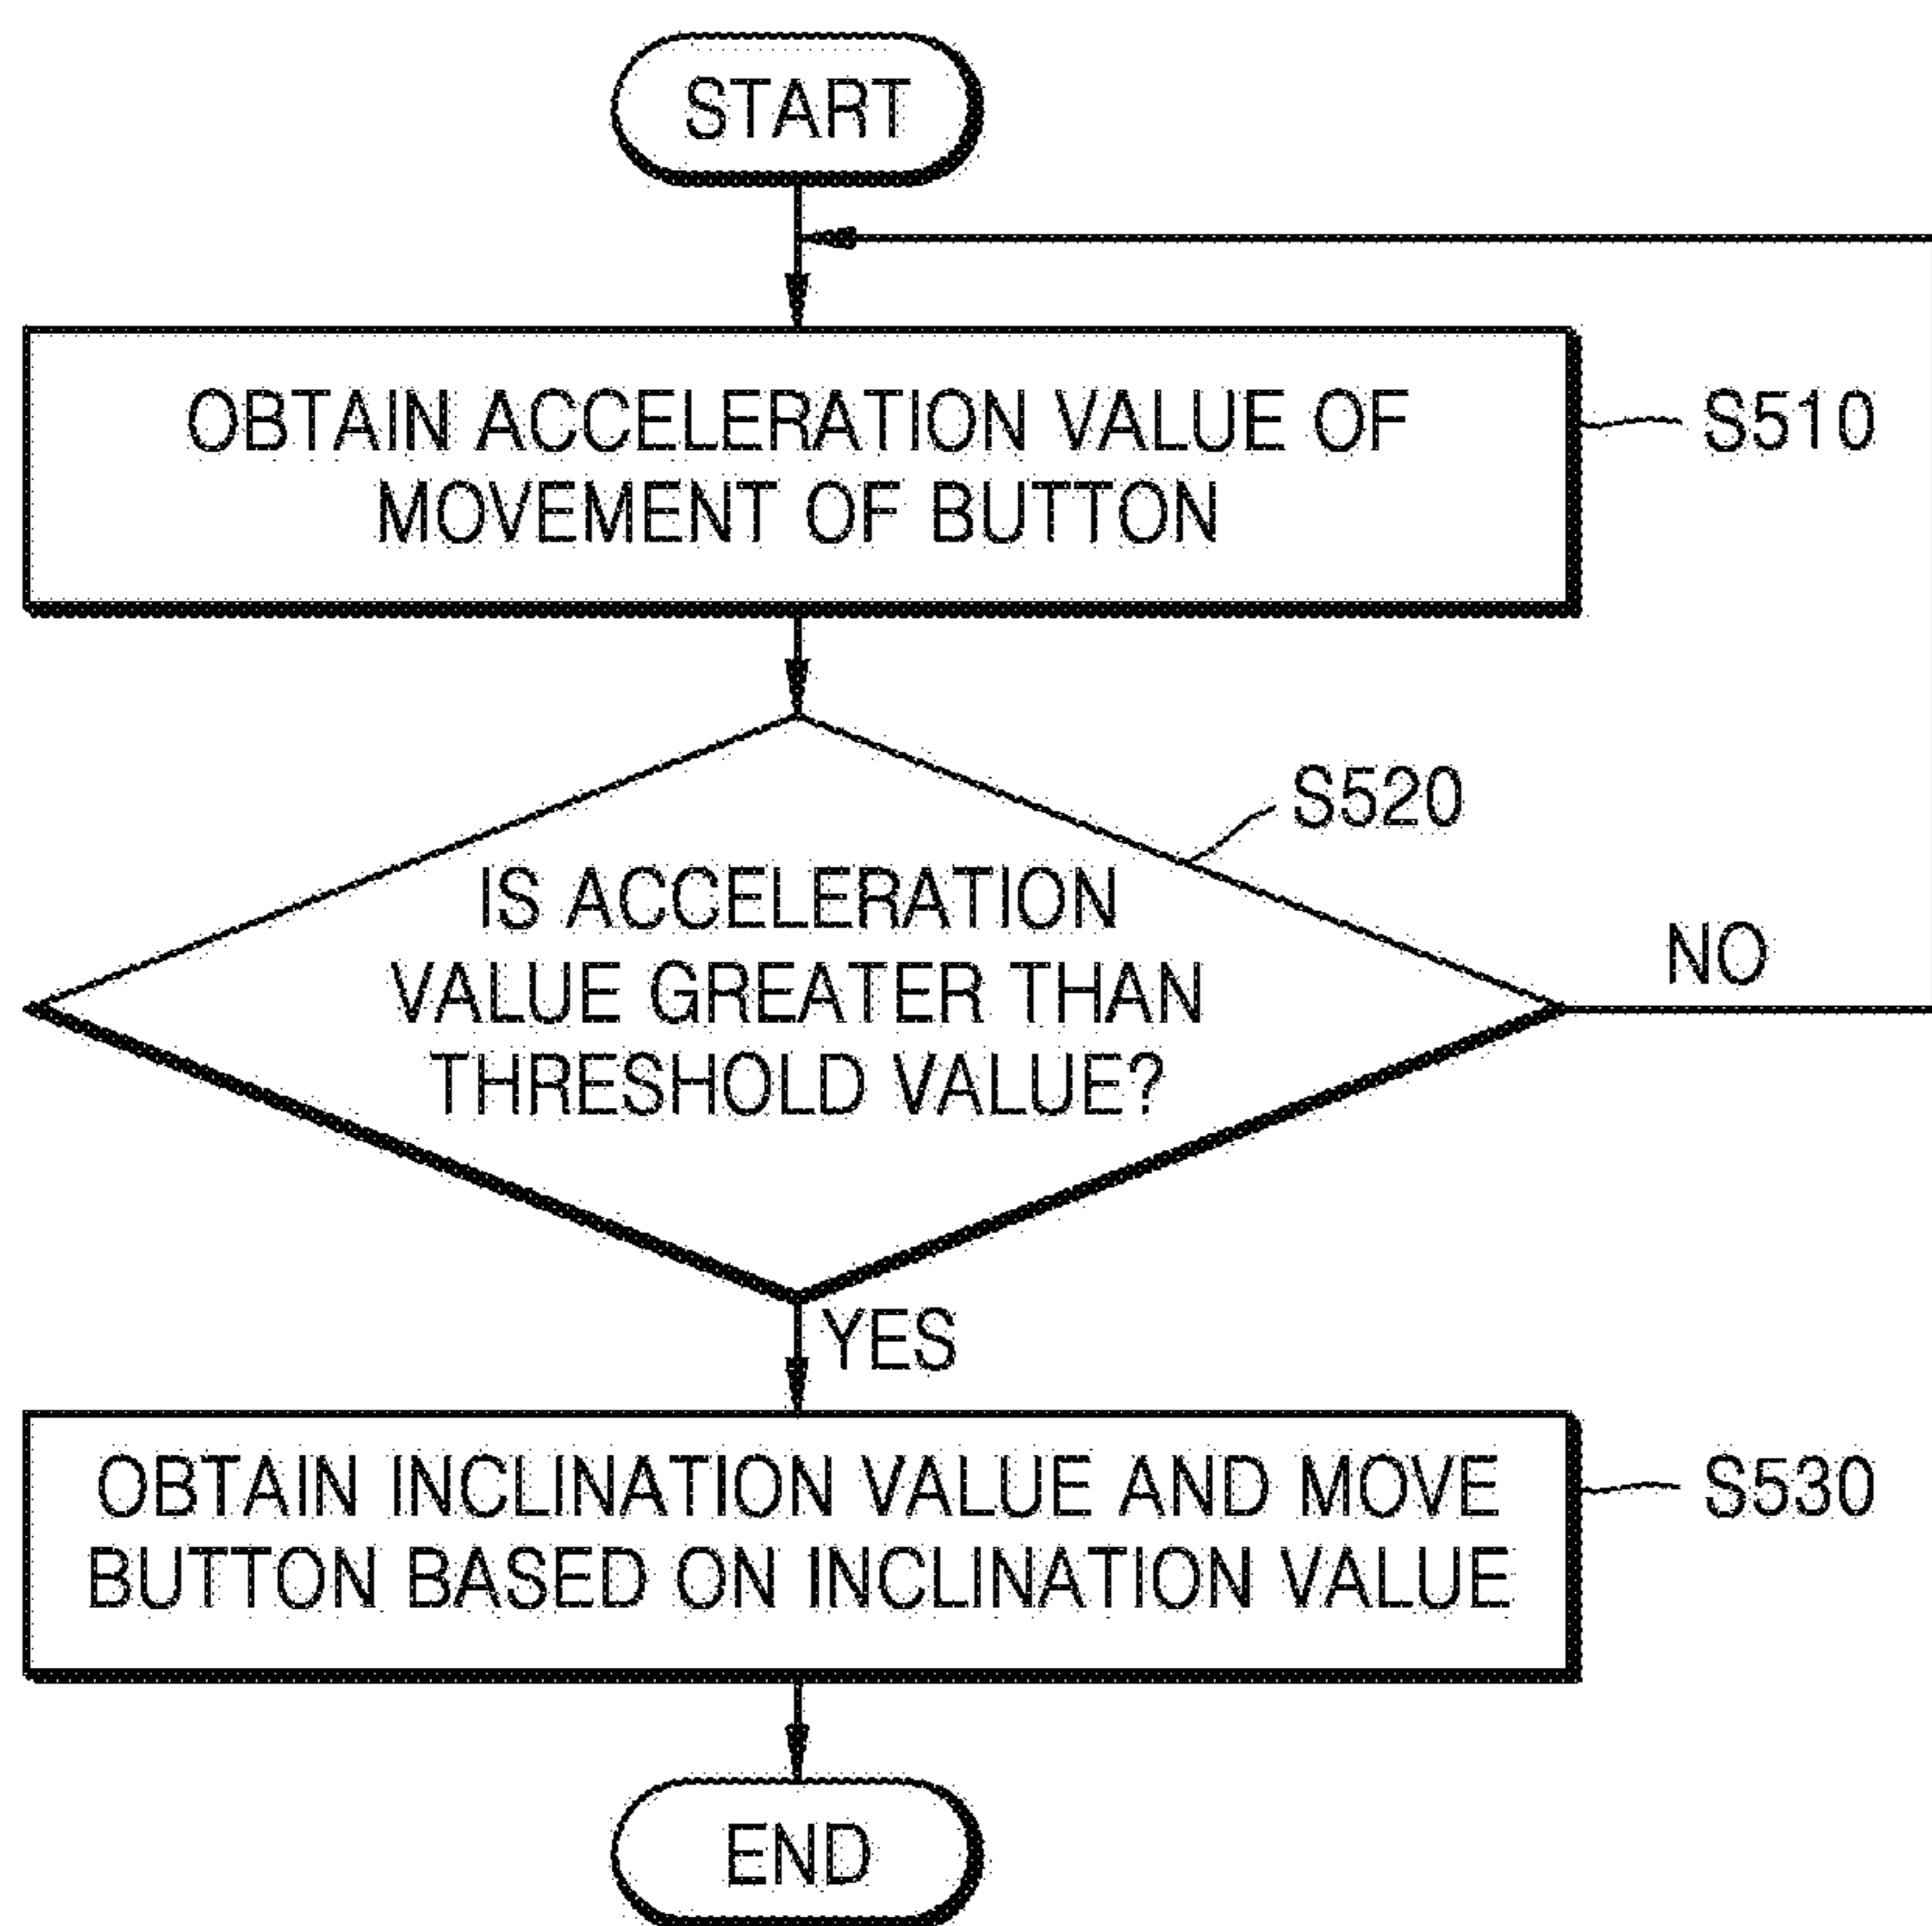 START
OBTAIN ACCELERATION VALUE OF
MOVEMENT OF BUTTON
S510
S520
IS ACCELERATION
VALUE GREATER THAN
THRESHOLD VALUE?
NO
YES
OBTAIN INCLINATION VALUE AND MOVE
BUTTON BASED ON INCLINATION VALUE
S530
END